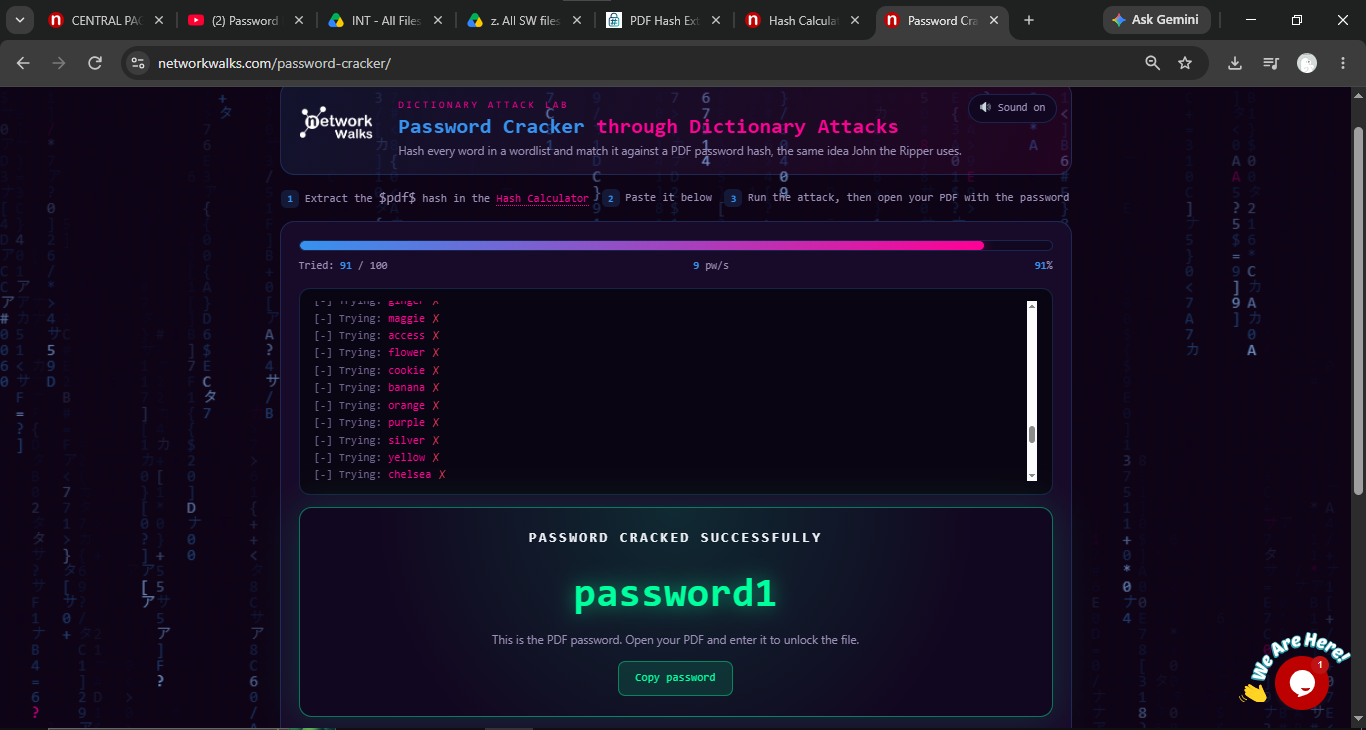 CENTRAL PAC
(2) Password
INT - All Files
z. All SW files
PDF Hash Ext
Hash Calculat
Password Cra
Ask Gemini
networkwalks.com/password-cracker/
network Walks
DICTIONARY ATTACK LAB
Sound on
Password Cracker through Dictionary Attacks
Hash every word in a wordlist and match it against a PDF password hash, the same idea John the Ripper uses.
1 Extract the $pdf$ hash in the Hash Calculator 2 Paste it below 3 Run the attack, then open your PDF with the password
Tried: 91 / 100 9 pw/s 91%
[-] Trying: ginger X
[-] Trying: maggie X
[-] Trying: access X
[-] Trying: flower X
[-] Trying: cookie X
[-] Trying: banana X
[-] Trying: orange X
[-] Trying: purple X
[-] Trying: silver X
[-] Trying: yellow X
[-] Trying: chelsea X
PASSWORD CRACKED SUCCESSFULLY
password1
This is the PDF password. Open your PDF and enter it to unlock the file.
Copy password
We Are Here!
1